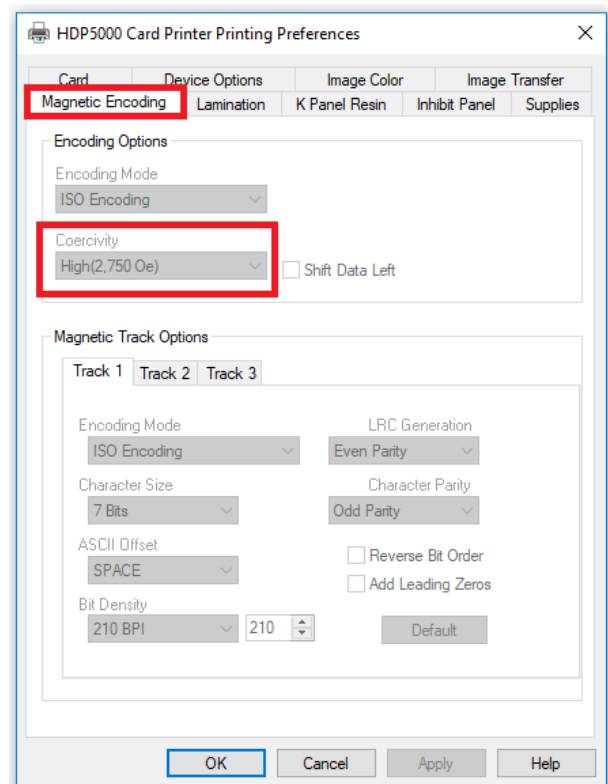 HDP5000 Card Printer Printing Preferences
Card Device Options Image Color Image Transfer
Magnetic Encoding Lamination K Panel Resin Inhibit Panel Supplies
Encoding Options
Encoding Mode
ISO Encoding
Coercivity
High(2,750 Oe)
Shift Data Left
Magnetic Track Options
Track 1 Track 2 Track 3
Encoding Mode LRC Generation
ISO Encoding Even Parity
Character Size Character Parity
7 Bits Odd Parity
ASCII Offset
SPACE
Reverse Bit Order
Add Leading Zeros
Bit Density
210 BPI 210 Default
OK Cancel Apply Help